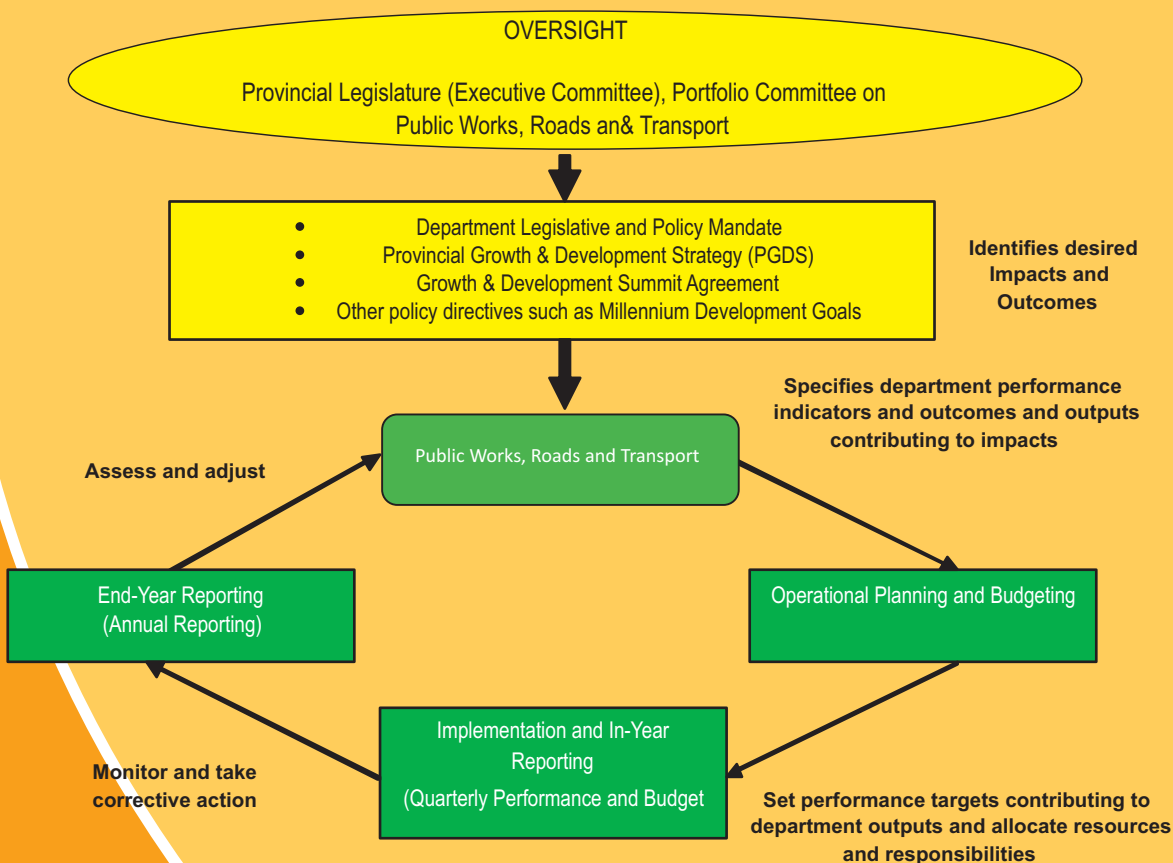 OVERSIGHT
Provincial Legislature (Executive Committee), Portfolio Committee on
Public Works, Roads an& Transport
• Department Legislative and Policy Mandate
• Provincial Growth & Development Strategy (PGDS)
• Growth & Development Summit Agreement
• Other policy directives such as Millennium Development Goals
Identifies desired
Impacts and
Outcomes
Specifies department performance
indicators and outcomes and outputs
contributing to impacts
Public Works, Roads and Transport
Assess and adjust
End-Year Reporting
(Annual Reporting)
Operational Planning and Budgeting
Implementation and In-Year
Reporting
(Quarterly Performance and Budget
Monitor and take
corrective action
Set performance targets contributing to
department outputs and allocate resources
and responsibilities